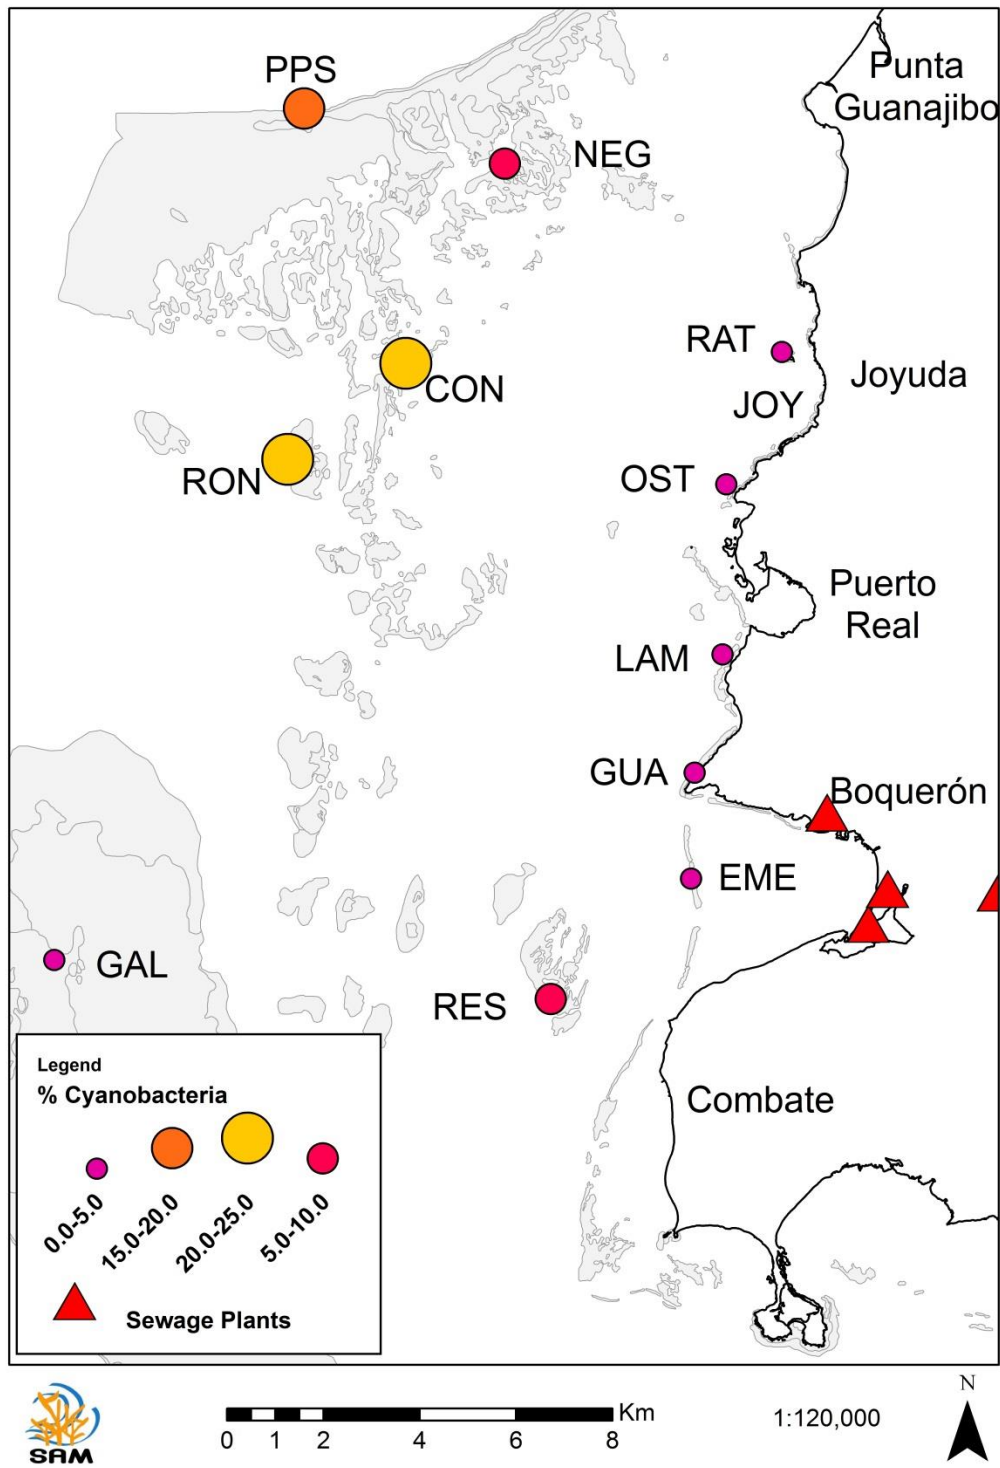 PPS
Punta
Guanajibo
NEG
RAT
Joyuda
CON
JOY
RON
OST
Puerto
Real
LAM
GUA
Boquerón
EME
GAL
RES
Combate
Legend
% Cyanobacteria
0.0-5.0
15.0-20.0
20.0-25.0
5.0-10.0
Sewage Plants
SAM
Km
0 1 2 4 6 8
1:120,000
N